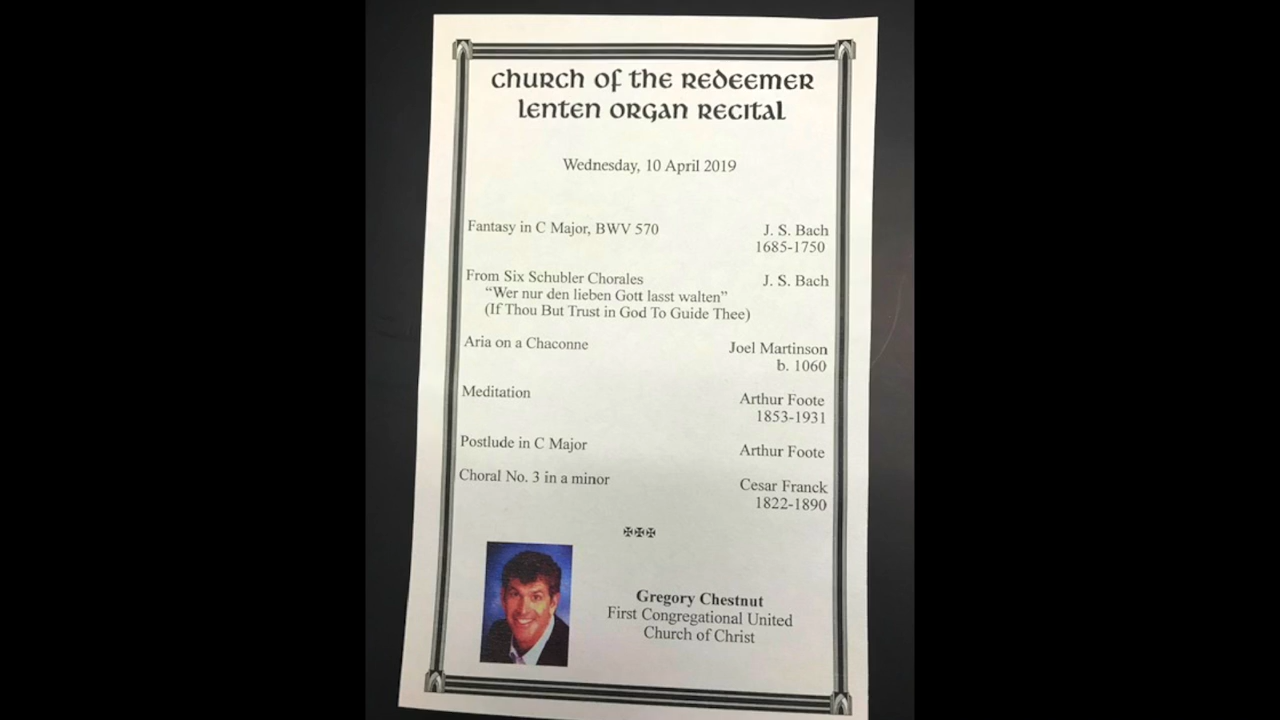 CHURCH OF THE REDEEMER
LENTEN ORGAN RECITAL
Wednesday, 10 April 2019
Fantasy in C Major, BWV 570 J. S. Bach
1685-1750
From Six Schubler Chorales J. S. Bach
“Wer nur den lieben Gott lasst walten”
(If Thou But Trust in God To Guide Thee)
Aria on a Chaconne Joel Martinson
b. 1060
Meditation Arthur Foote
1853-1931
Postlude in C Major Arthur Foote
Choral No. 3 in a minor Cesar Franck
1822-1890
Gregory Chestnut
First Congregational United
Church of Christ